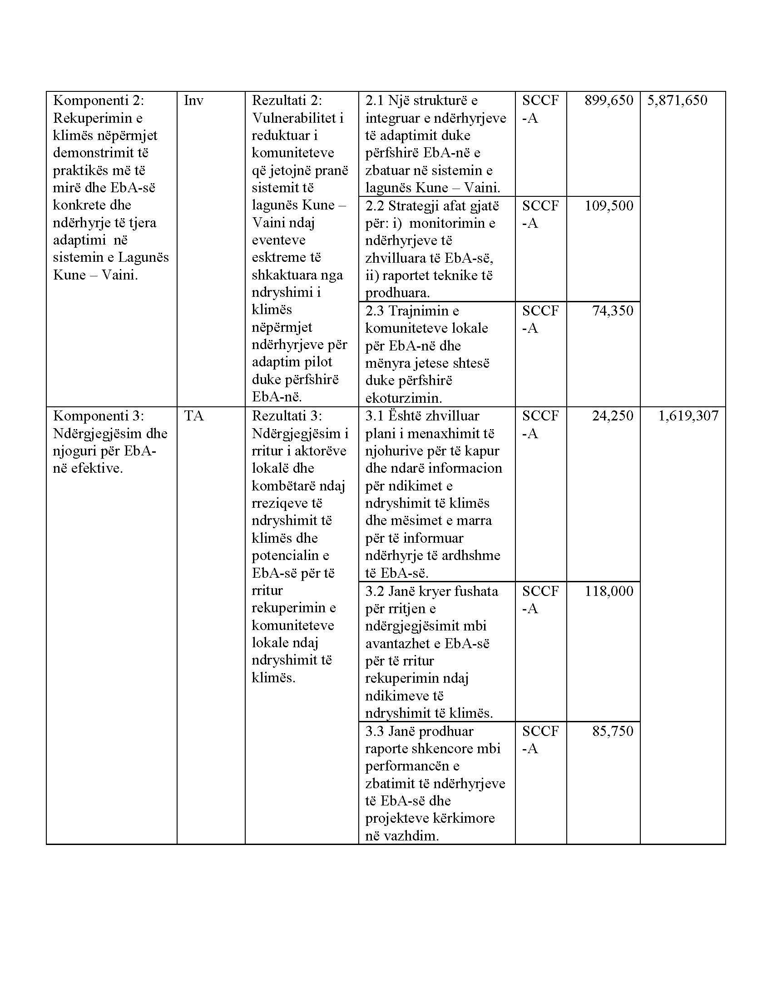 Komponenti 2:
Rekuperimin e
klimës nëpërmjet
demonstrimit të
praktikës më të
mirë dhe EbA-së
konkrete dhe
ndërhyrje të tjera
adaptimi  në
sistemin e Lagunës
Kune – Vaini.
Inv
Rezultati 2:
Vulnerabilitet i
reduktuar i
komuniteteve
që jetojnë pranë
sistemit të
lagunës Kune –
Vaini ndaj
eventeve
esktreme të
shkaktuara nga
ndryshimi i
klimës
nëpërmjet
ndërhyrjeve për
adaptim pilot
duke përfshirë
EbA-në.
2.1 Një strukturë e
integruar e ndërhyrjeve
të adaptimit duke
përfshirë EbA-në e
zbatuar në sistemin e
lagunës Kune – Vaini.
SCCF
-A
899,650
5,871,650
2.2 Strategji afat gjatë
për: i)  monitorimin e
ndërhyrjeve të
zhvilluara të EbA-së,
ii) raportet teknike të
prodhuara.
SCCF
-A
109,500
2.3 Trajnimin e
komuniteteve lokale
për EbA-në dhe
mënyra jetese shtesë
duke përfshirë
ekoturzimin.
SCCF
-A
74,350
Komponenti 3:
Ndërgjegjësim dhe
njoguri për EbA-
në efektive.
TA
Rezultati 3:
Ndërgjegjësim i
rritur i aktorëve
lokalë dhe
kombëtarë ndaj
rreziqeve të
ndryshimit të
klimës dhe
potencialin e
EbA-së për të
rritur
rekuperimin e
komuniteteve
lokale ndaj
ndryshimit të
klimës.
3.1 Është zhvilluar
plani i menaxhimit të
njohurive për të kapur
dhe ndarë informacion
për ndikimet e
ndryshimit të klimës
dhe mësimet e marra
për të informuar
ndërhyrje të ardhshme
të EbA-së.
SCCF
-A
24,250
1,619,307
3.2 Janë kryer fushata
për rritjen e
ndërgjegjësimit mbi
avantazhet e EbA-së
për të rritur
rekuperimin ndaj
ndikimeve të
ndryshimit të klimës.
SCCF
-A
118,000
3.3 Janë prodhuar
raporte shkencore mbi
performancën e
zbatimit të ndërhyrjeve
të EbA-së dhe
projekteve kërkimore
në vazhdim.
SCCF
-A
85,750